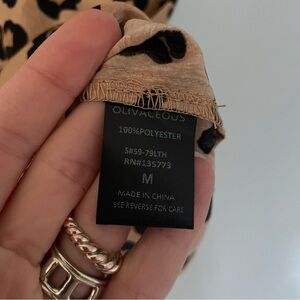 OLIVACEOUS
100%POLYESTER
S#59-79LTH
RN#135773
M
MADE IN CHINA
SEE REVERSE FOR CARE